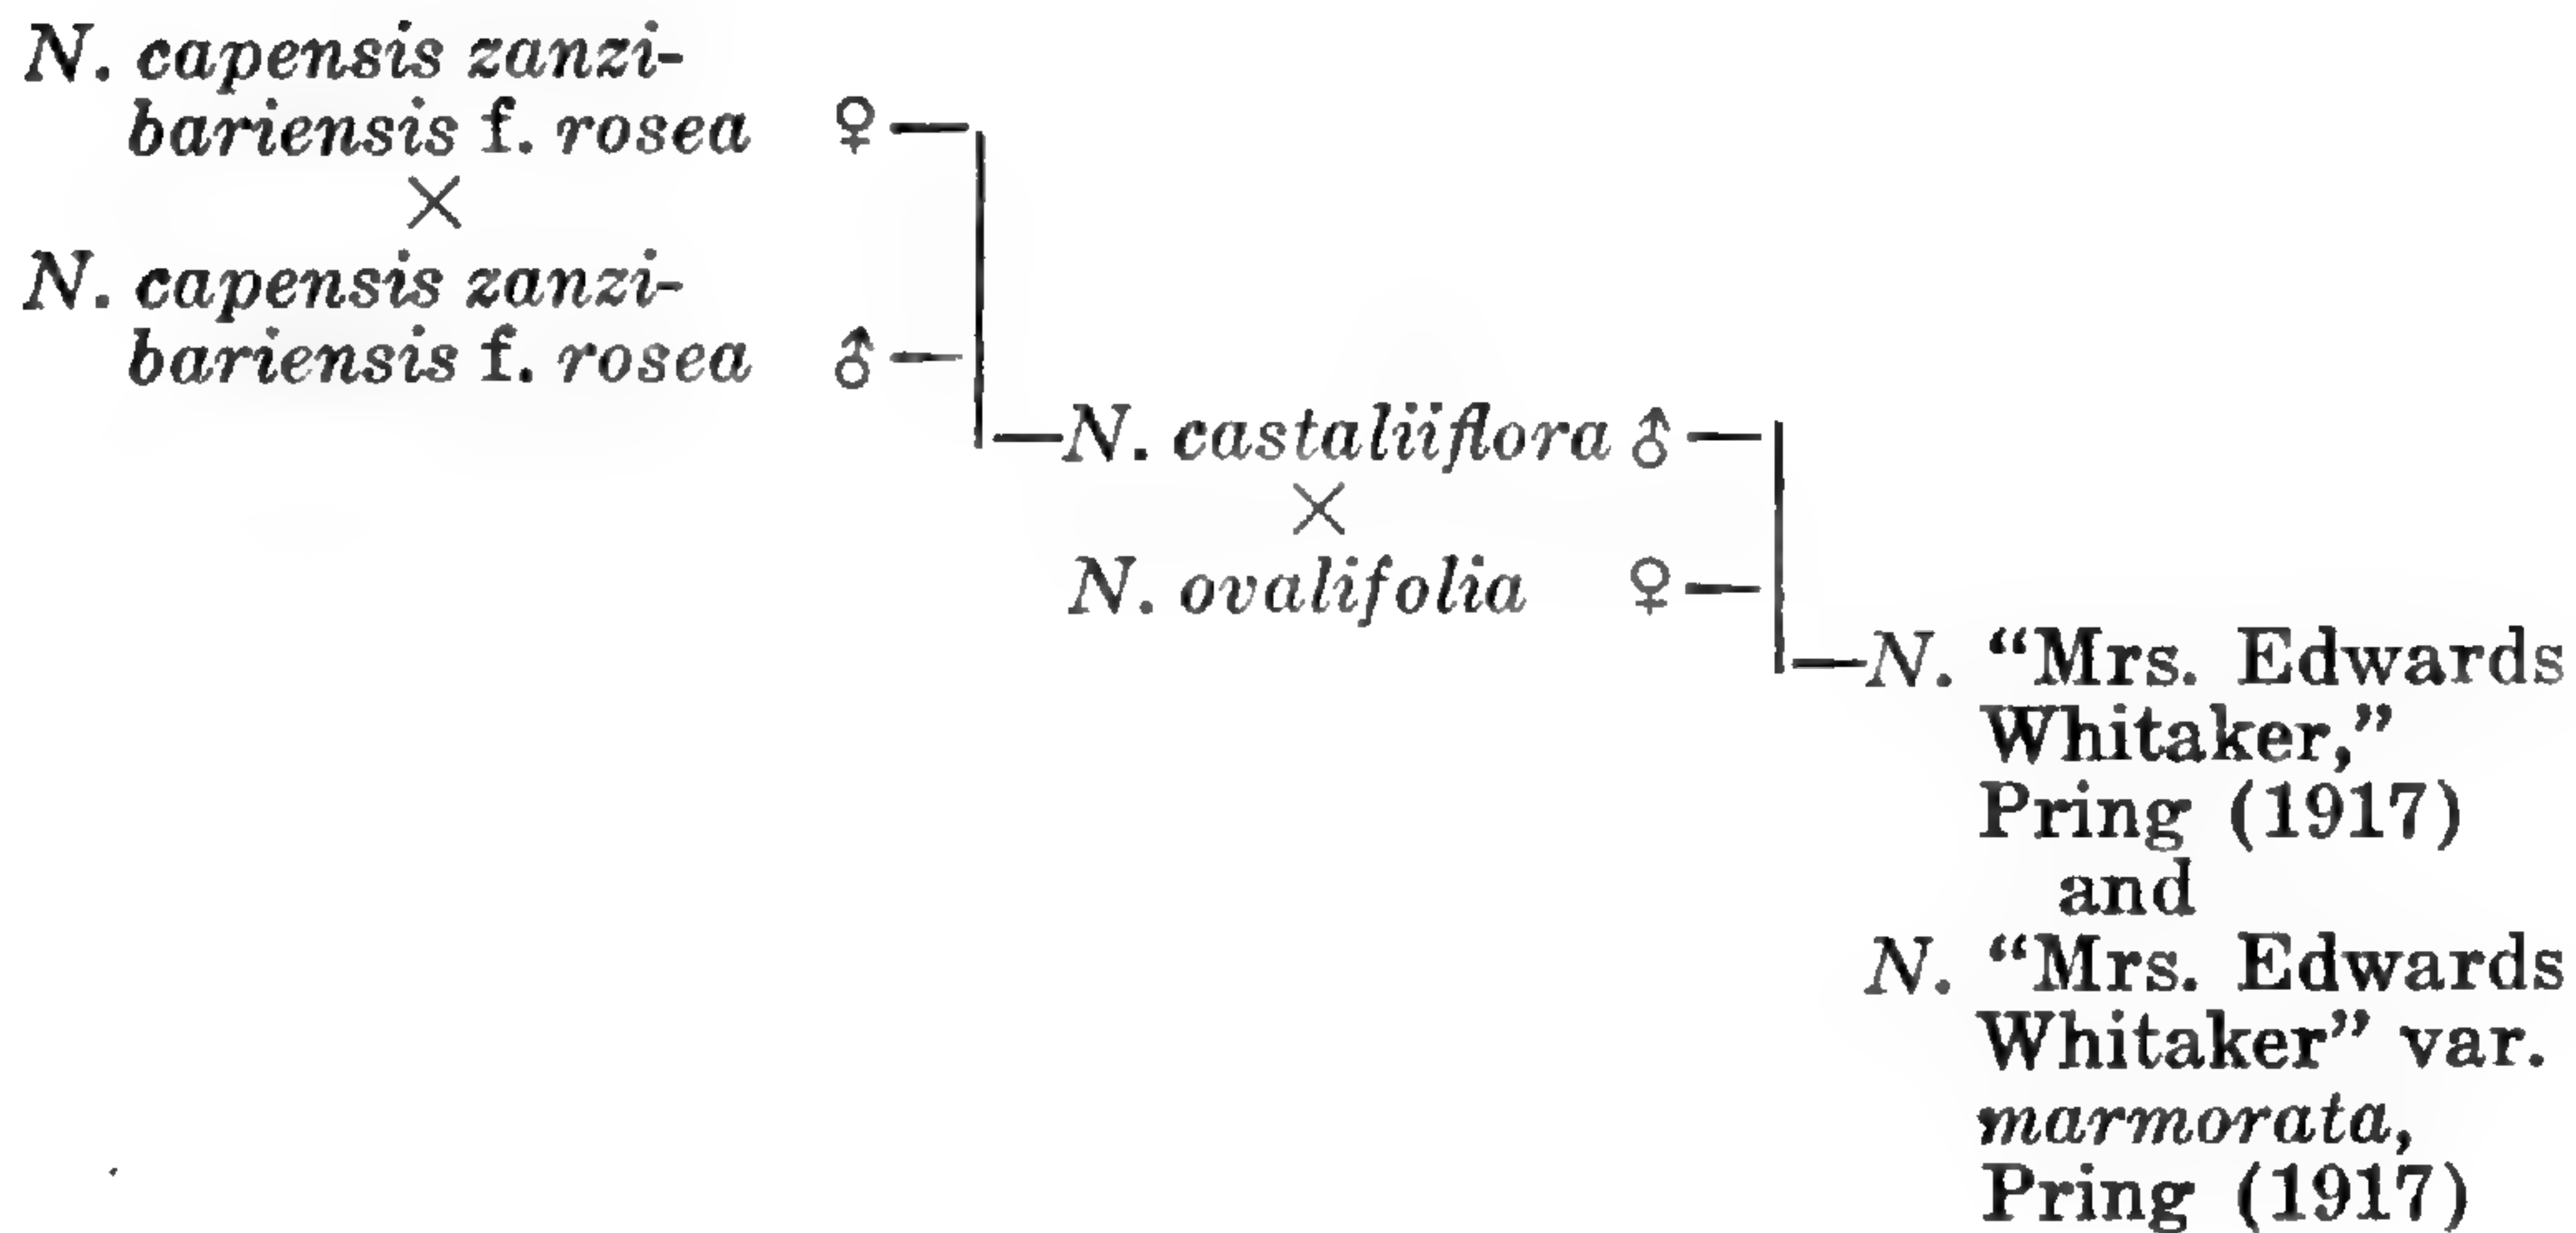 N. capensis zanzi-
bariensis f. rosea ♀
×
N. capensis zanzi-
bariensis f. rosea ♂
N. castaliiflora ♂
×
N. ovalifolia ♀
N. “Mrs. Edwards
Whitaker,”
Pring (1917)
and
N. “Mrs. Edwards
Whitaker” var.
marmorata,
Pring (1917)